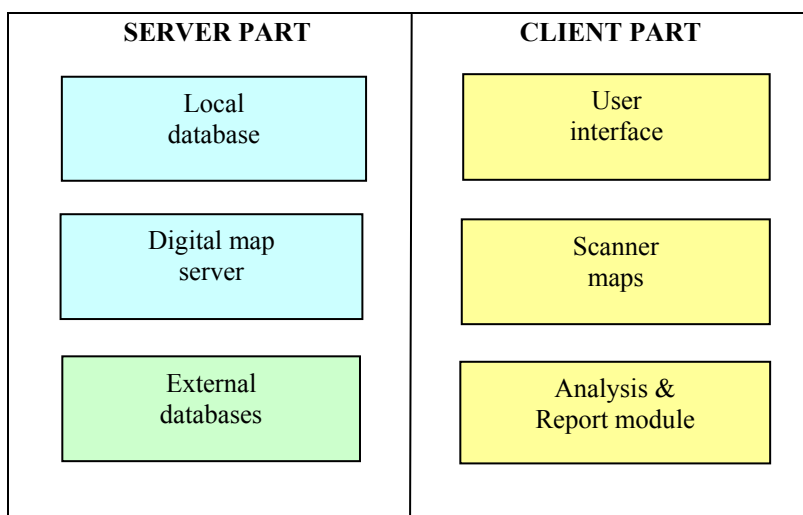 SERVER PART
Local
database
Digital map
server
External
databases
CLIENT PART
User
interface
Scanner
maps
Analysis &
Report module